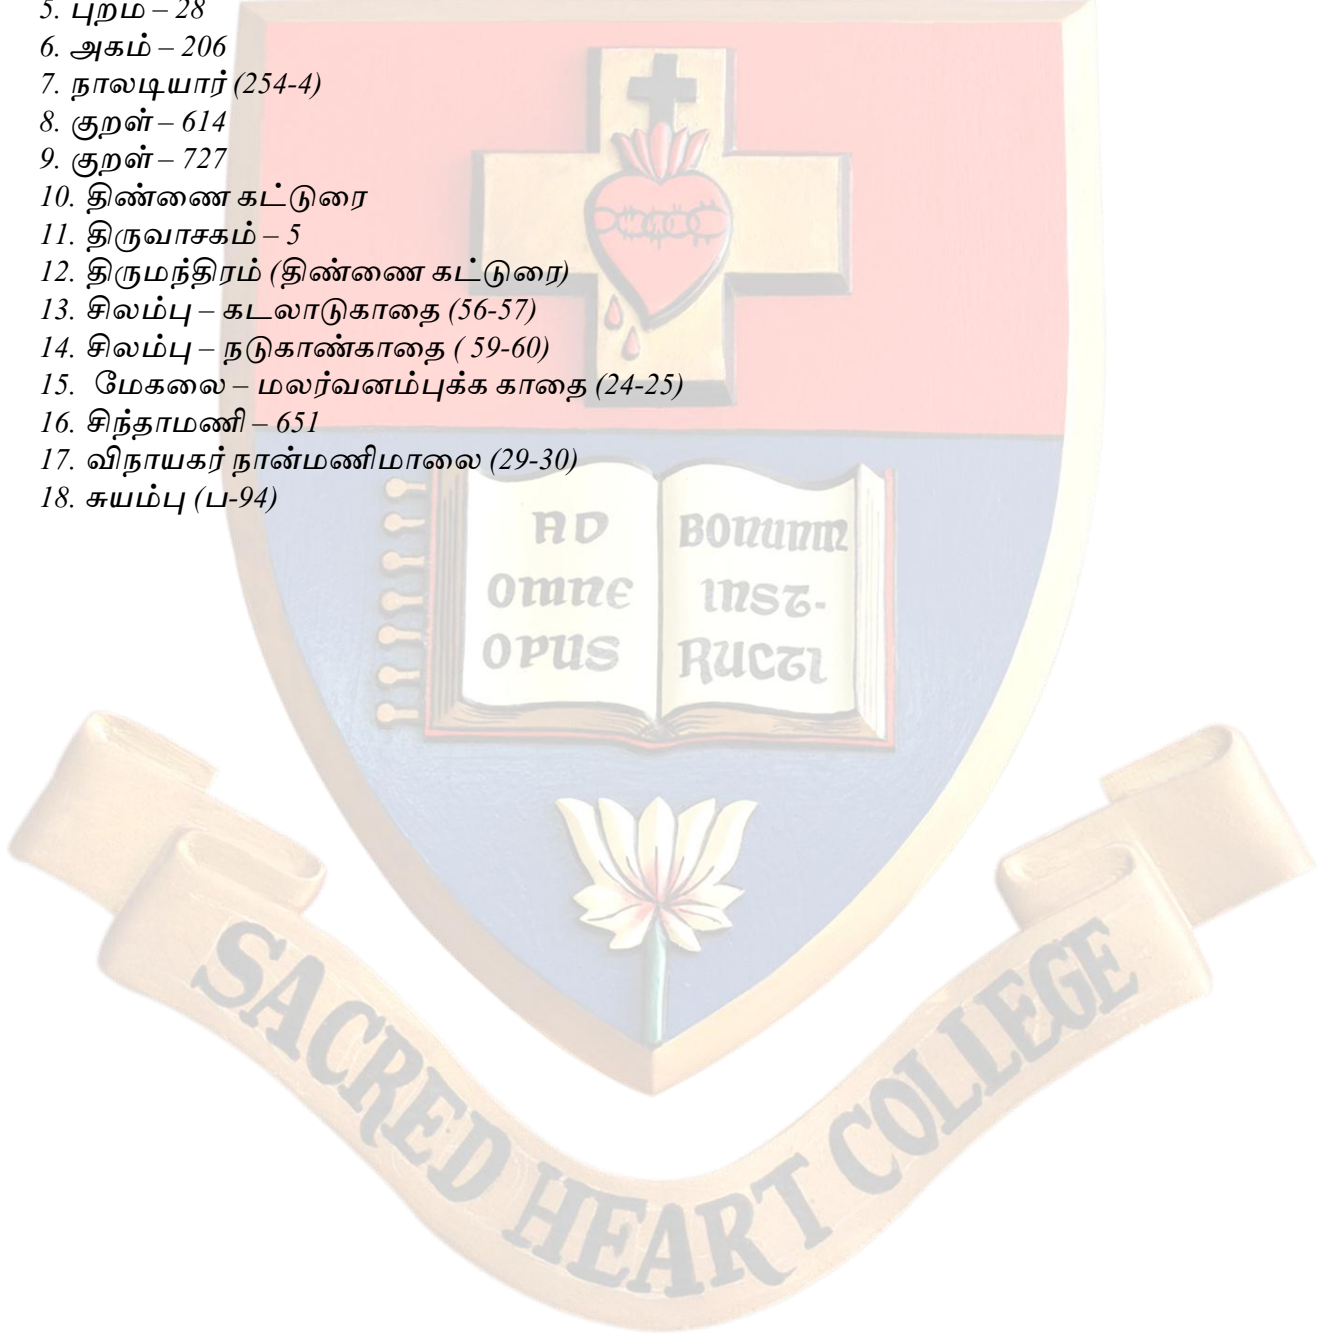 5. புறம் – 28
6. அகம் – 206
7. நாலடியார் (254-4)
8. குறள் – 614
9. குறள் – 727
10. திண்ணை கட்டுரை
11. திருவாசகம் – 5
12. திருமந்திரம் (திண்ணை கட்டுரை)
13. சிலம்பு – கடலாடுகாதை (56-57)
14. சிலம்பு – நடுகாண்காதை ( 59-60)
15. மேகலை – மலர்வனம்புக்க காதை (24-25)
16. சிந்தாமணி – 651
17. விநாயகர் நான்மணிமாலை (29-30)
18. சுயம்பு (ப-94)
AD
OMNE
OPUS
BONUMM
INST-
RUCTI
SACRED HEART COLLEGE